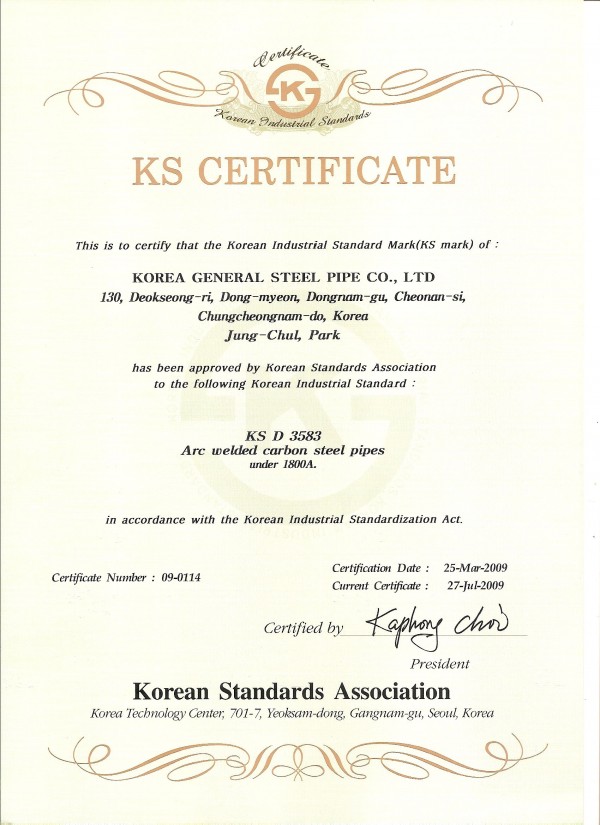 Certificate
KS
Korean Industrial Standards
KS CERTIFICATE
This is to certify that the Korean Industrial Standard Mark(KS mark) of :
KOREA GENERAL STEEL PIPE CO., LTD
130, Deokseong-ri, Dong-myeon, Dongnam-gu, Cheonan-si,
Chungcheongnam-do, Korea
Jung-Chul, Park
has been approved by Korean Standards Association
to the following Korean Industrial Standard :
KS D 3583
Arc welded carbon steel pipes
under 1800A.
in accordance with the Korean Industrial Standardization Act.
Certificate Number : 09-0114
Certification Date : 25-Mar-2009
Current Certificate : 27-Jul-2009
Certified by Kaphong Choi
President
Korean Standards Association
Korea Technology Center, 701-7, Yeoksam-dong, Gangnam-gu, Seoul, Korea